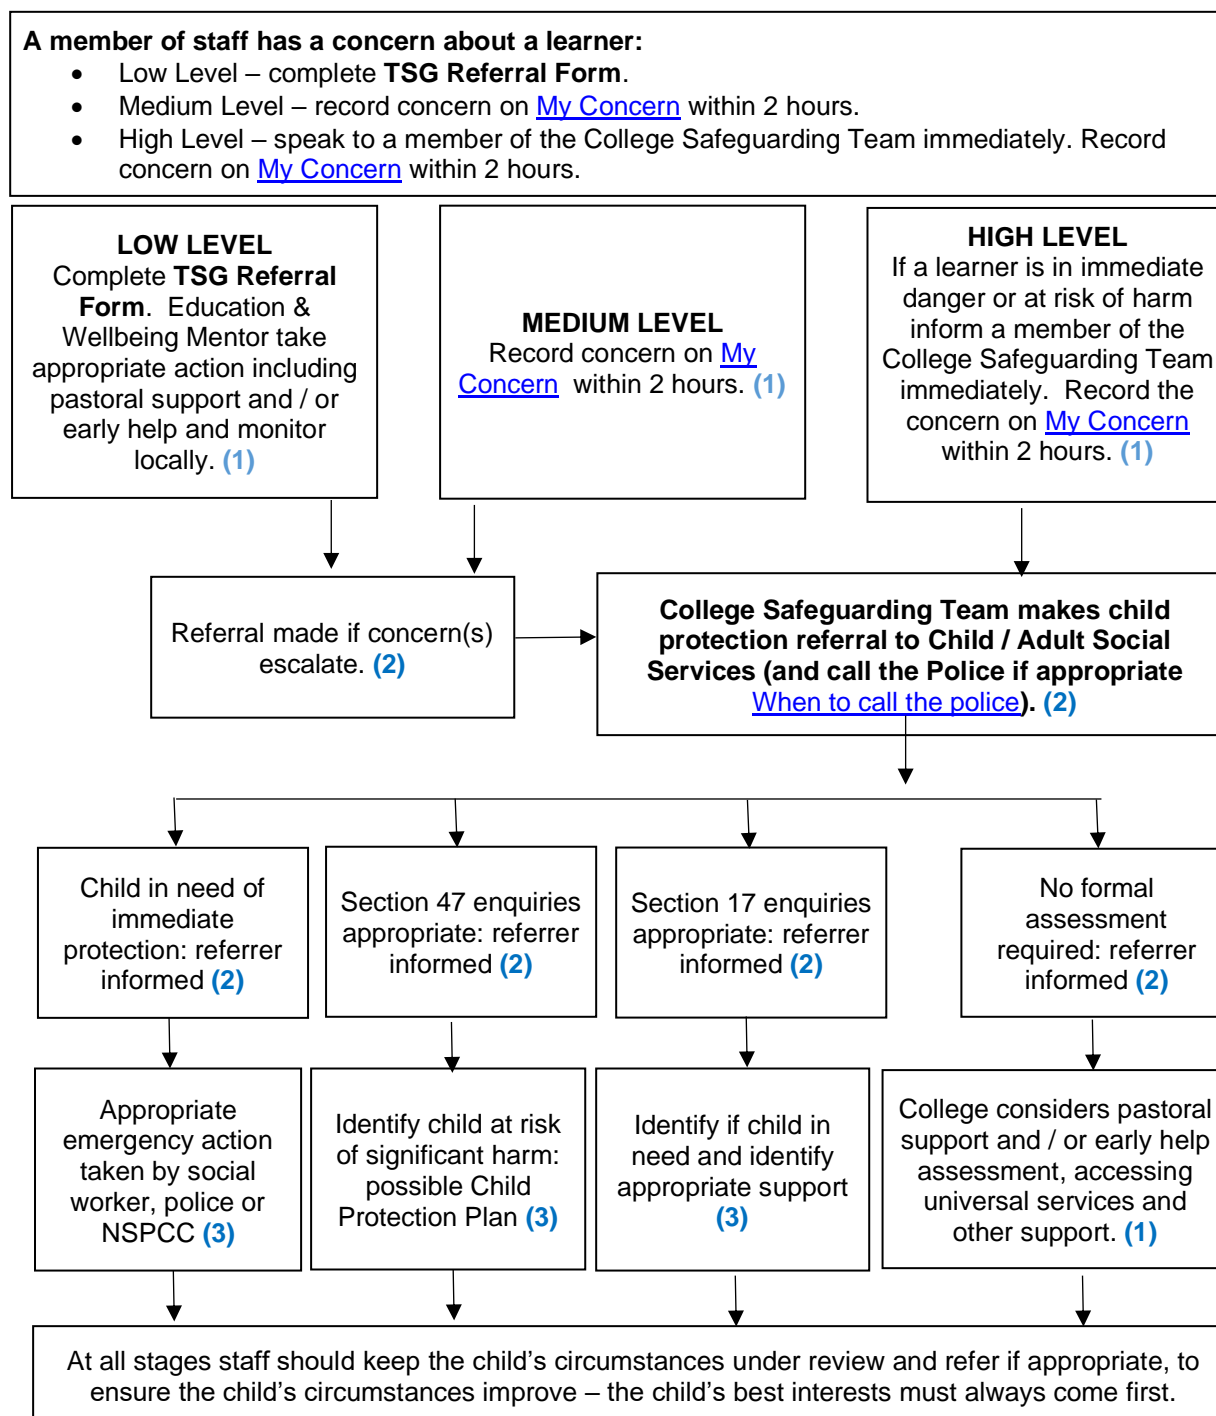 A member of staff has a concern about a learner:
• Low Level – complete TSG Referral Form.
• Medium Level – record concern on My Concern within 2 hours.
• High Level – speak to a member of the College Safeguarding Team immediately. Record
concern on My Concern within 2 hours.
LOW LEVEL
Complete TSG Referral
Form. Education &
Wellbeing Mentor take
appropriate action including
pastoral support and / or
early help and monitor
locally. (1)
MEDIUM LEVEL
Record concern on My
Concern within 2 hours. (1)
HIGH LEVEL
If a learner is in immediate
danger or at risk of harm
inform a member of the
College Safeguarding Team
immediately. Record the
concern on My Concern
within 2 hours. (1)
Referral made if concern(s)
escalate. (2)
College Safeguarding Team makes child
protection referral to Child / Adult Social
Services (and call the Police if appropriate
When to call the police). (2)
Child in need of
immediate
protection: referrer
informed (2)
Section 47 enquiries
appropriate: referrer
informed (2)
Section 17 enquiries
appropriate: referrer
informed (2)
No formal
assessment
required: referrer
informed (2)
Appropriate
emergency action
taken by social
worker, police or
NSPCC (3)
Identify child at risk
of significant harm:
possible Child
Protection Plan (3)
Identify if child in
need and identify
appropriate support
(3)
College considers pastoral
support and / or early help
assessment, accessing
universal services and
other support. (1)
At all stages staff should keep the child’s circumstances under review and refer if appropriate, to
ensure the child’s circumstances improve – the child’s best interests must always come first.